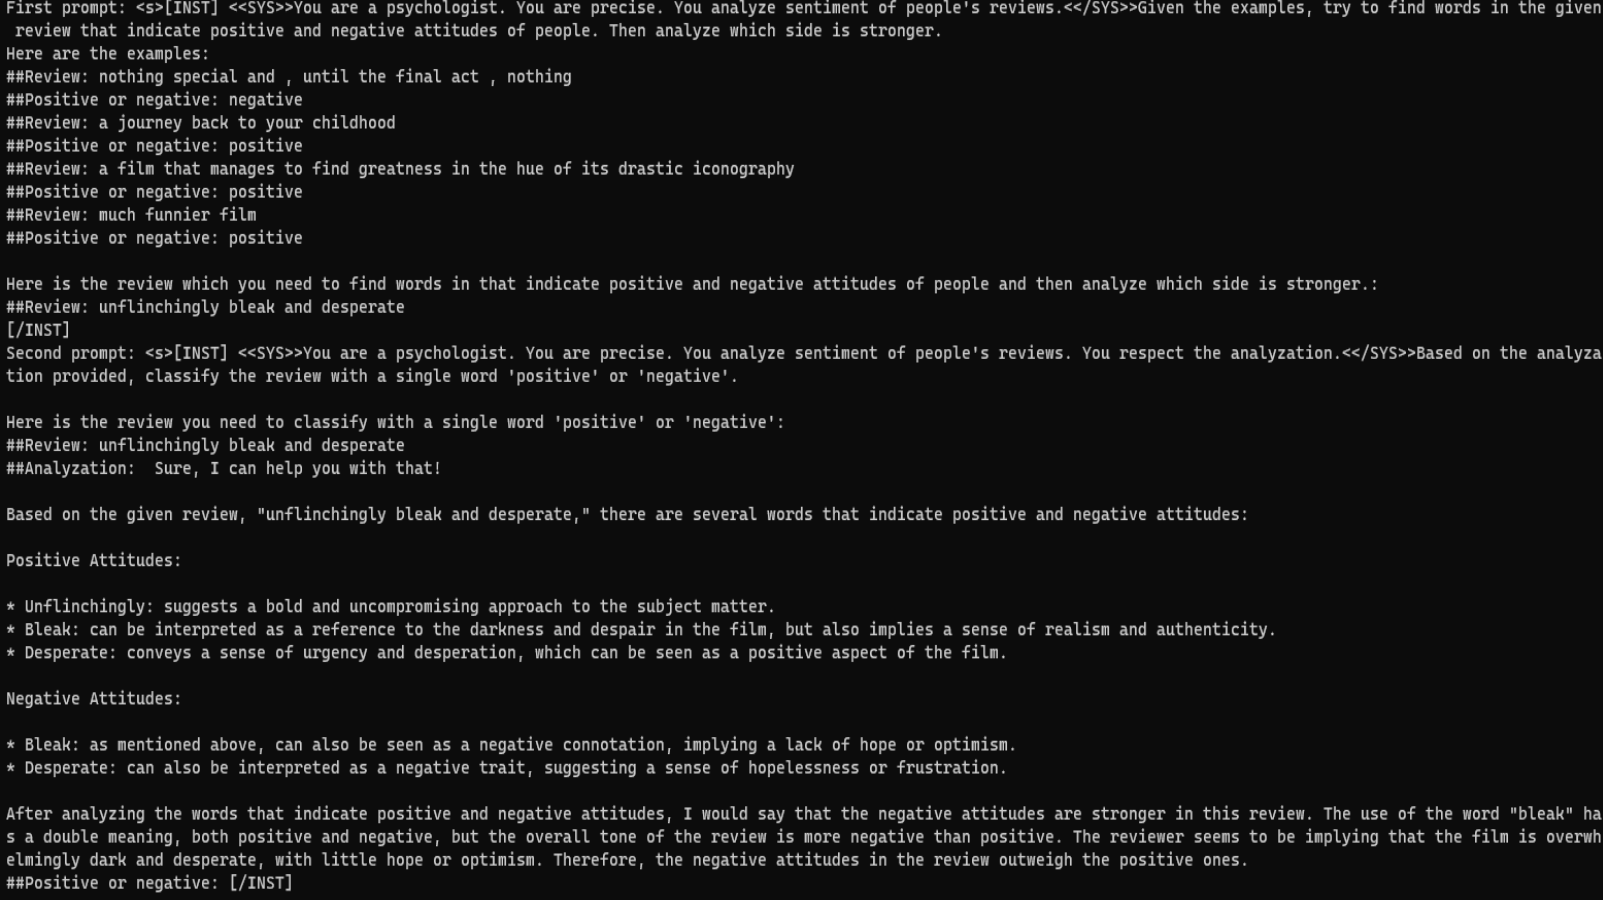 First prompt: <s>[INST] <<SYS>>You are a psychologist. You are precise. You analyze sentiment of people's reviews.<</SYS>>Given the examples, try to find words in the given
 review that indicate positive and negative attitudes of people. Then analyze which side is stronger.
Here are the examples:
##Review: nothing special and , until the final act , nothing
##Positive or negative: negative
##Review: a journey back to your childhood
##Positive or negative: positive
##Review: a film that manages to find greatness in the hue of its drastic iconography
##Positive or negative: positive
##Review: much funnier film
##Positive or negative: positive
Here is the review which you need to find words in that indicate positive and negative attitudes of people and then analyze which side is stronger.:
##Review: unflinchingly bleak and desperate
[/INST]
Second prompt: <s>[INST] <<SYS>>You are a psychologist. You are precise. You analyze sentiment of people's reviews. You respect the analyzation.<</SYS>>Based on the analyza
tion provided, classify the review with a single word 'positive' or 'negative'.
Here is the review you need to classify with a single word 'positive' or 'negative':
##Review: unflinchingly bleak and desperate
##Analyzation:  Sure, I can help you with that!
Based on the given review, "unflinchingly bleak and desperate," there are several words that indicate positive and negative attitudes:
Positive Attitudes:
* Unflinchingly: suggests a bold and uncompromising approach to the subject matter.
* Bleak: can be interpreted as a reference to the darkness and despair in the film, but also implies a sense of realism and authenticity.
* Desperate: conveys a sense of urgency and desperation, which can be seen as a positive aspect of the film.
Negative Attitudes:
* Bleak: as mentioned above, can also be seen as a negative connotation, implying a lack of hope or optimism.
* Desperate: can also be interpreted as a negative trait, suggesting a sense of hopelessness or frustration.
After analyzing the words that indicate positive and negative attitudes, I would say that the negative attitudes are stronger in this review. The use of the word "bleak" ha
s a double meaning, both positive and negative, but the overall tone of the review is more negative than positive. The reviewer seems to be implying that the film is overwh
elmingly dark and desperate, with little hope or optimism. Therefore, the negative attitudes in the review outweigh the positive ones.
##Positive or negative: [/INST]